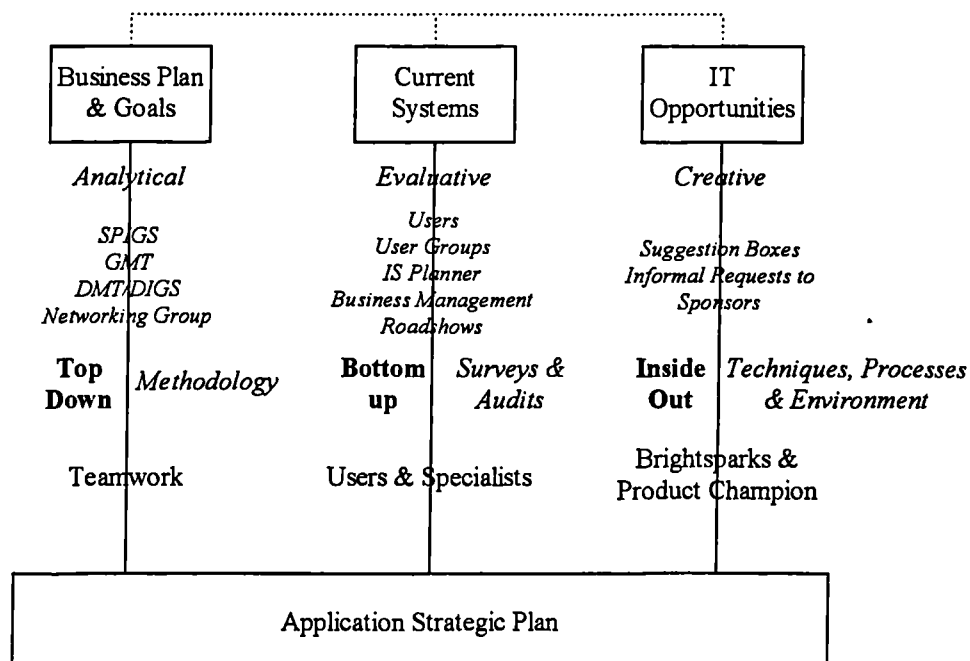 Business Plan
& Goals
Current
Systems
IT
Opportunities
Analytical
Evaluative
Creative
SPIGS
GMT
DMT/DIGS
Networking Group
Users
User Groups
IS Planner
Business Management
Roadshows
Suggestion Boxes
Informal Requests to
Sponsors
Top
Down
Methodology
Bottom
up
Surveys &
Audits
Inside
Out
Techniques, Processes
& Environment
Teamwork
Users & Specialists
Brightsparks &
Product Champion
Application Strategic Plan